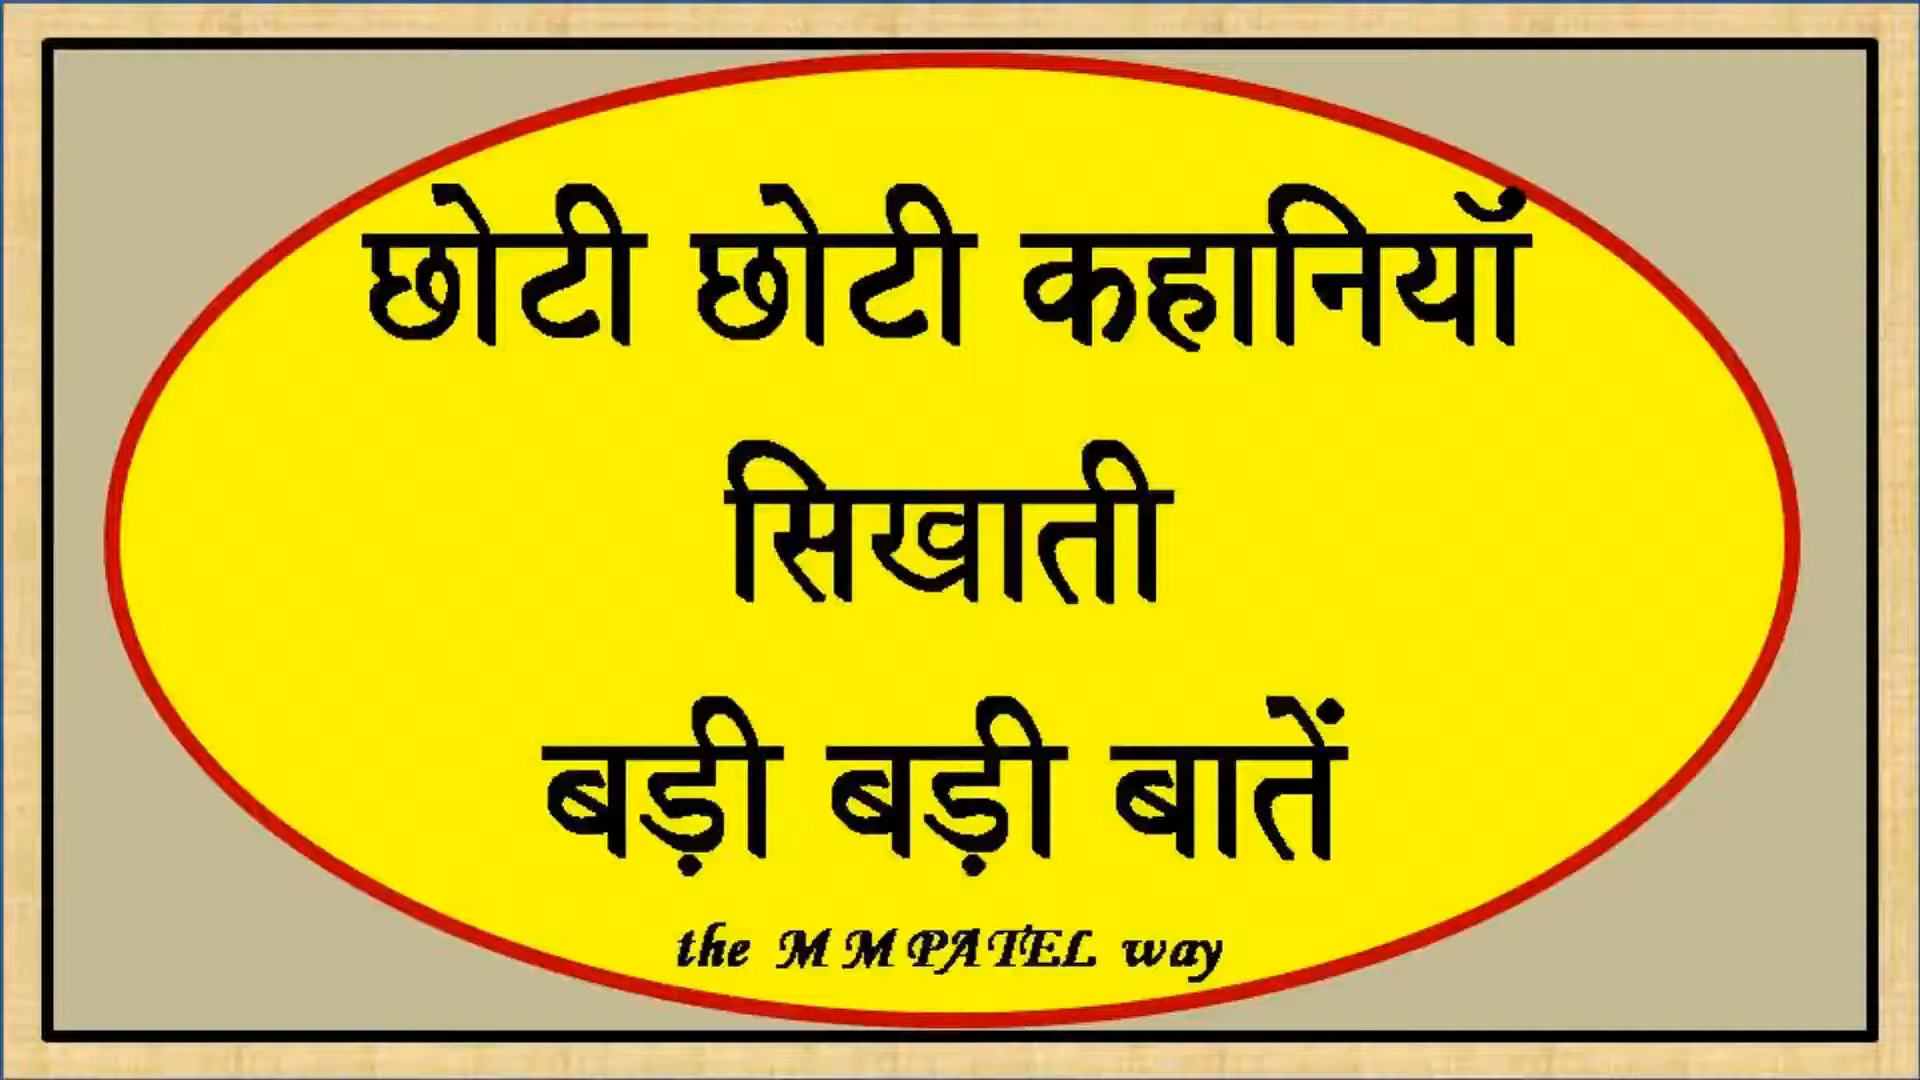 छोटी छोटी कहानियाँ
सिखाती
बड़ी बड़ी बातें
the M M PATEL way